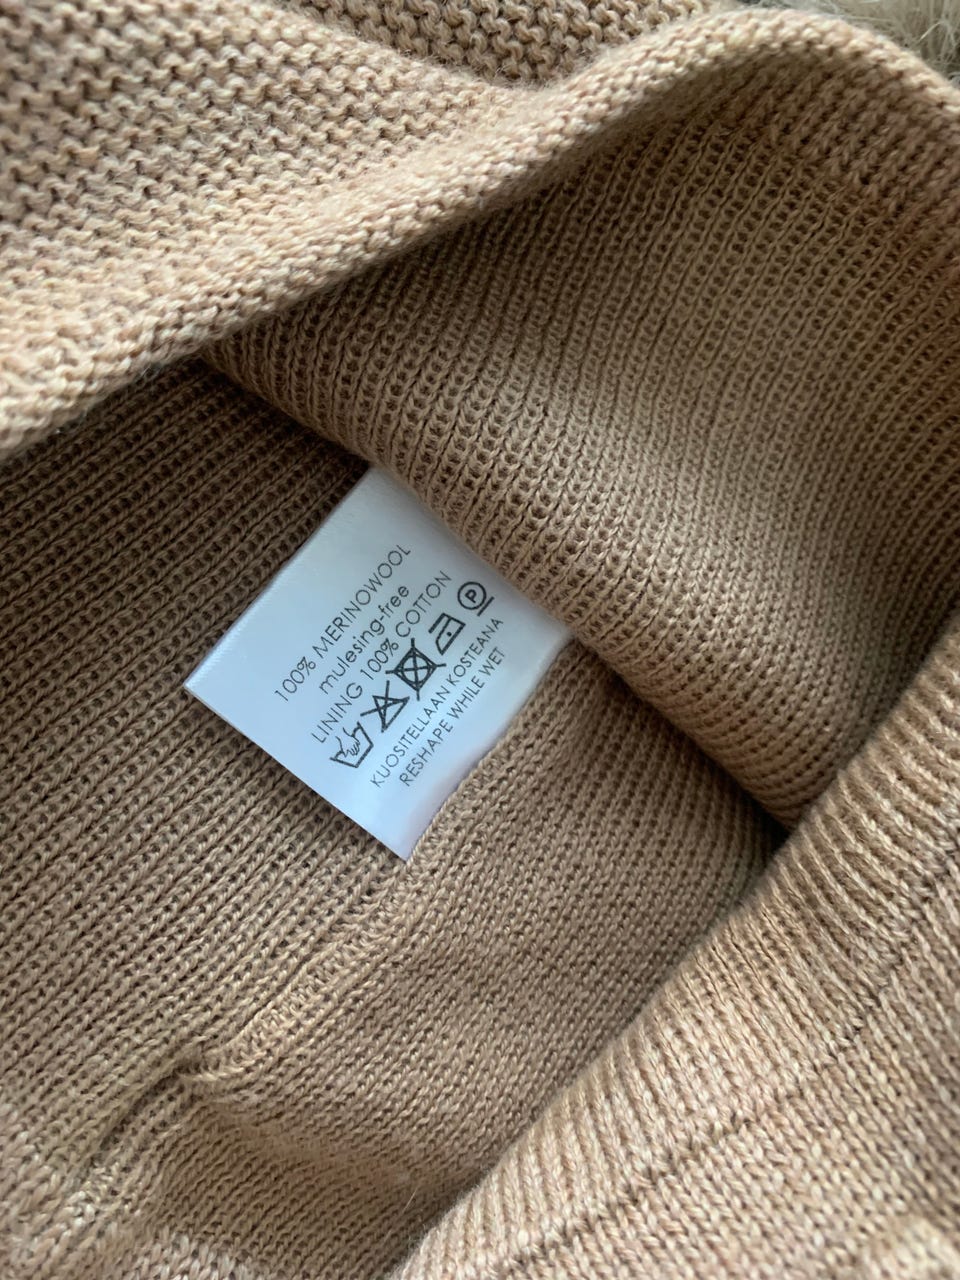 100% MERINOWOOL
mulesing-free
LINING 100% COTTON
P
KUOSITELLAAN KOSTEANA
RESHAPE WHILE WET